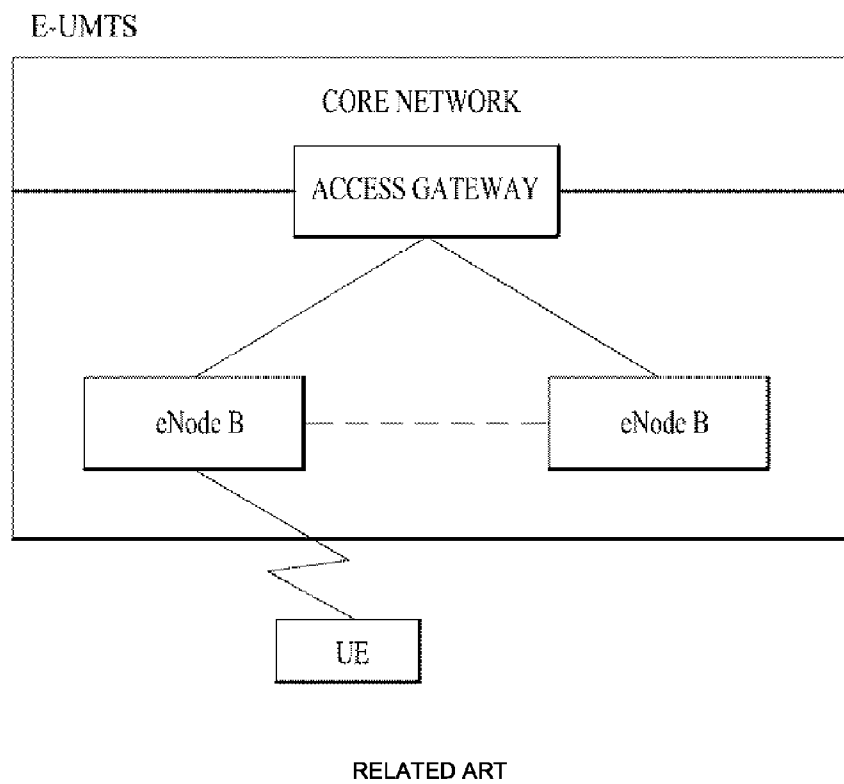 E-UMTS
CORE NETWORK
ACCESS GATEWAY
eNode B
eNode B
UE
RELATED ART